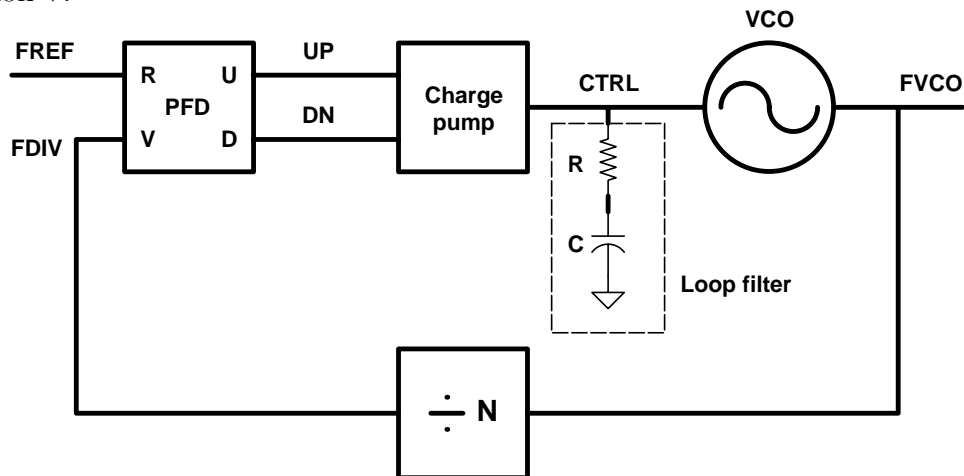 VCO
FREF
UP
R U
Charge
pump
CTRL
FVCO
PFD
DN
FDIV
V D
R
C
Loop filter
÷ N